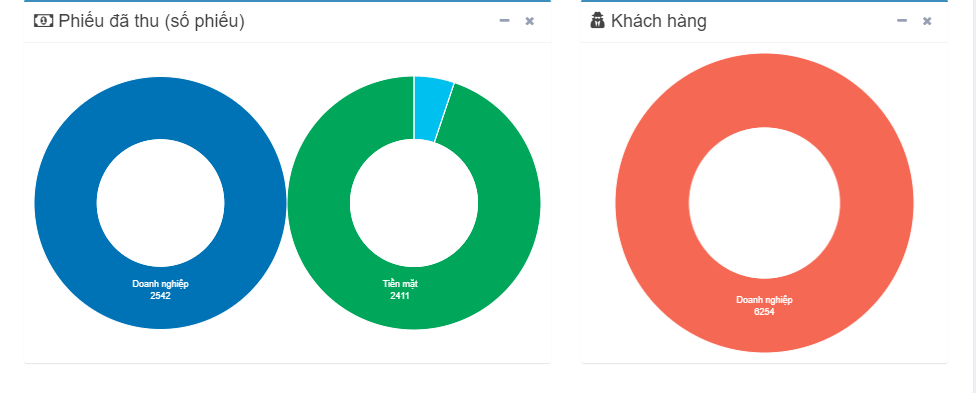 Phiếu đã thu (số phiếu)
Doanh nghiệp
2542
Tiền mặt
2411
Khách hàng
Doanh nghiệp
6254